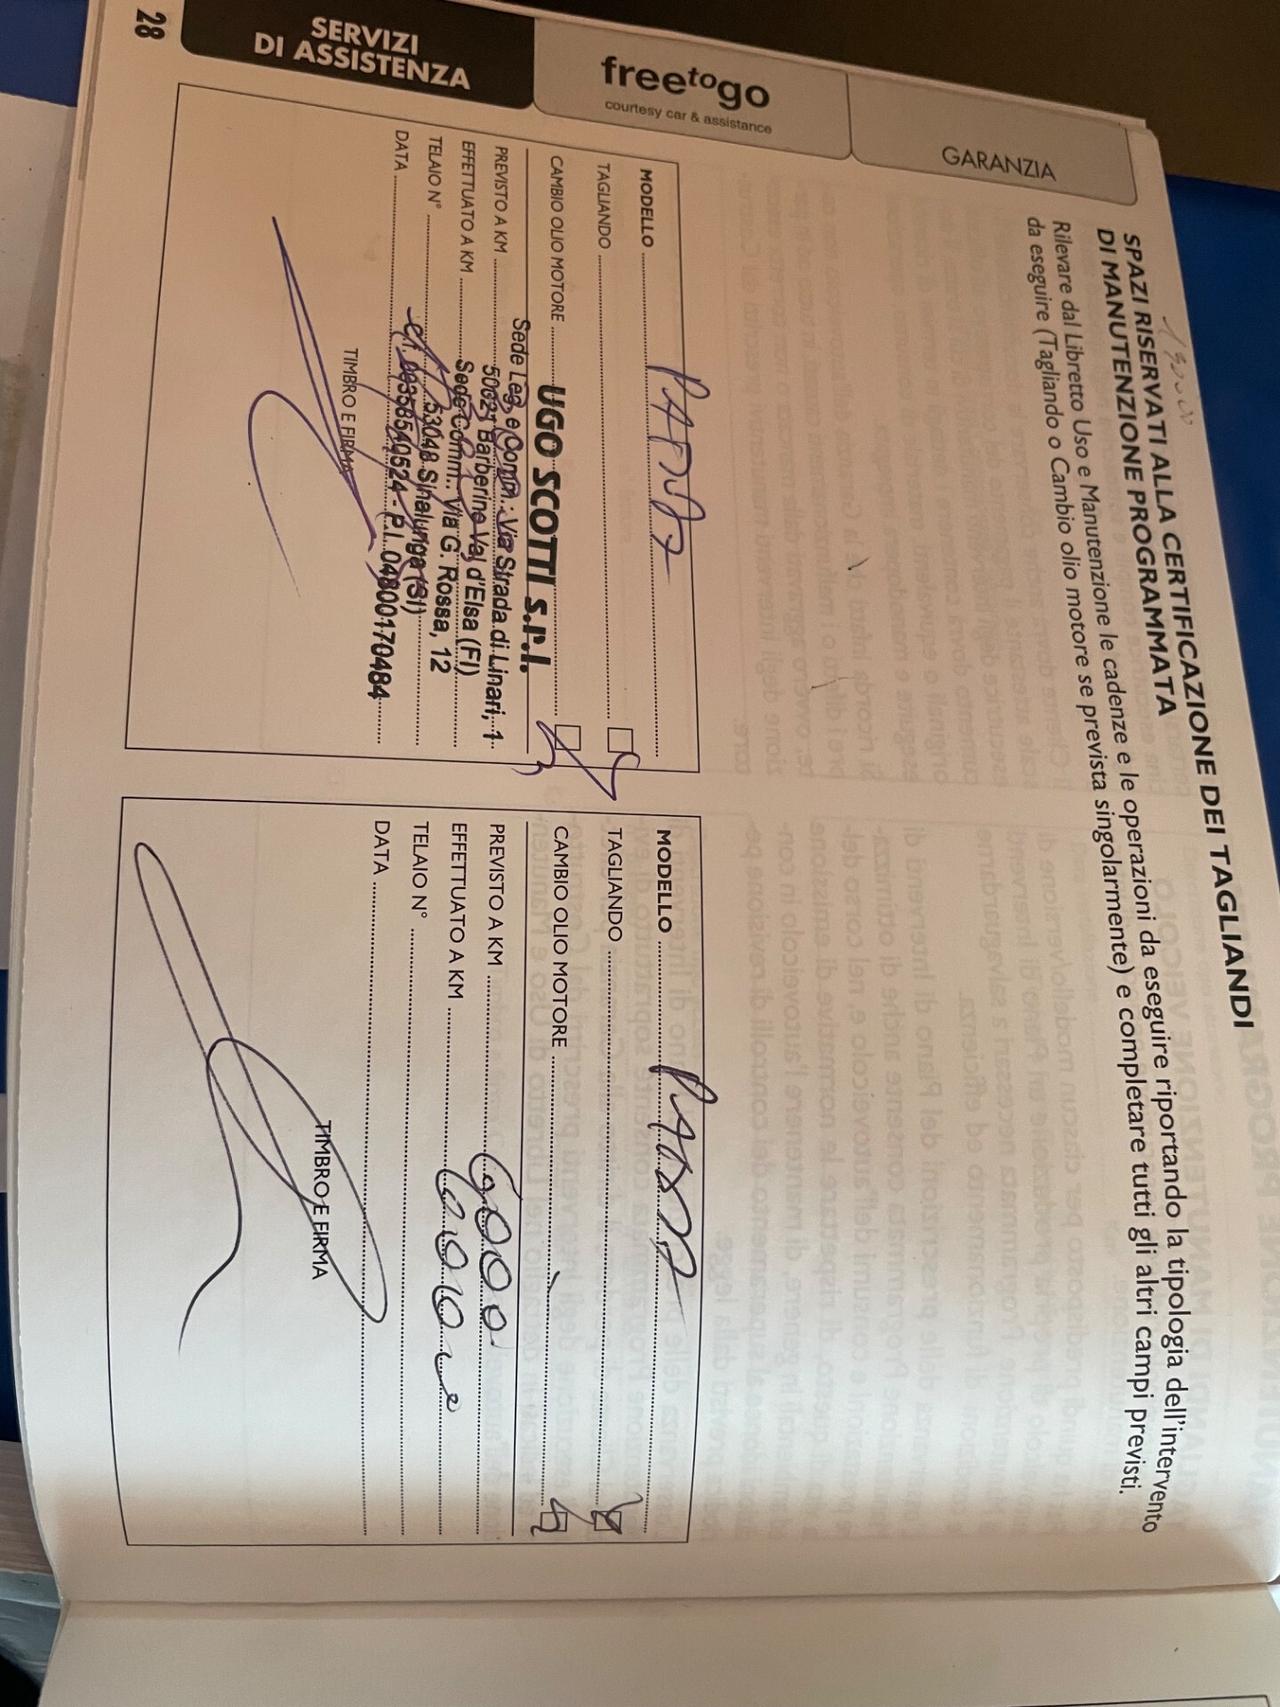 GARANZIA
freetogo
courtesy car & assistance
SERVIZI
DI ASSISTENZA
SPAZI RISERVATI ALLA CERTIFICAZIONE DEI TAGLIANDI
DI MANUTENZIONE PROGRAMMATA
Rilevare dal Libretto Uso e Manutenzione le cadenze e le operazioni da eseguire riportando la tipologia dell'intervento
da eseguire (Tagliando o Cambio olio motore se prevista singolarmente) e completare tutti gli altri campi previsti.
MODELLO PANDA
TAGLIANDO
CAMBIO OLIO MOTORE
UGO SCOTTI s.r.l.
PREVISTO A KM
Sede Leg. e Comm.: Via Strada di Linari, 1
EFFETTUATO A KM
50021 Barberino Val d'Elsa (FI)
Sede Comm.: Via G. Rossa, 12
TELAIO N°
53048 Sinalunga (SI)
DATA
c.f. 00358540524 - P.I. 04800170484
TIMBRO E FIRMA
MODELLO PANDA
TAGLIANDO
CAMBIO OLIO MOTORE
PREVISTO A KM
EFFETTUATO A KM
TELAIO N°
DATA
TIMBRO E FIRMA
28